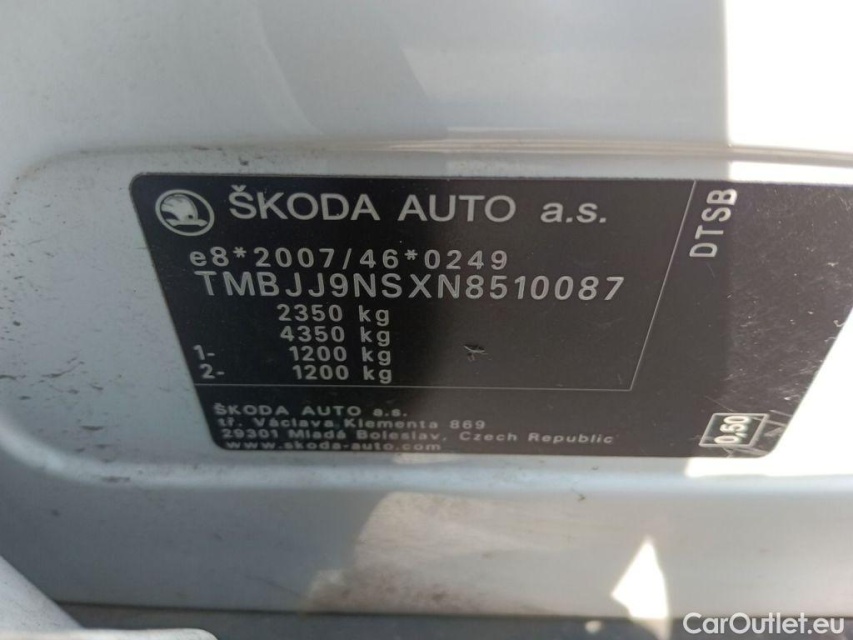 ŠKODA AUTO a.s.
e8*2007/46*0249
TMBJJ9NSXN8510087
2350 kg
4350 kg
1- 1200 kg
2- 1200 kg
ŠKODA AUTO a.s.
tř. Václava Klementa 869
29301 Mladá Boleslav, Czech Republic
www.skoda-auto.com
DTSB
0.50
CarOutlet.eu